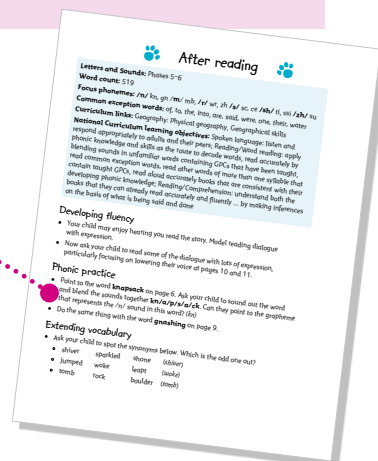 After reading
Letters and Sounds: Phases 5–6
Word count: 519
Focus phonemes: /n/ kn, gn /m/ mb, /r/ wr, zh /s/ sc, ce /sh/ ti, ssi /zh/ su
Common exception words: of, to, the, into, are, said, were, one, their, water
Curriculum links: Geography: Physical geography, Geographical skills
National Curriculum learning objectives: Spoken language: listen and
respond appropriately to adults and their peers; Reading/Word reading: apply
phonic knowledge and skills as the route to decode words, read accurately by
blending sounds in unfamiliar words containing GPCs that have been taught,
read common exception words, read other words of more than one syllable that
contain taught GPCs, read aloud accurately books that are consistent with their
developing phonic knowledge; Reading/Comprehension: understand both the
books that they can already read accurately and fluently ... by making inferences
on the basis of what is being said and done
Developing fluency
• Your child may enjoy hearing you read the story. Model reading dialogue
with expression.
• Now ask your child to read some of the dialogue with lots of expression,
particularly focusing on lowering their voice at pages 10 and 11.
Phonic practice
• Point to the word knapsack on page 6. Ask your child to sound out the word
and blend the sounds together kn/a/p/s/a/ck. Can they point to the grapheme
that represents the /n/ sound in this word? (kn)
• Do the same thing with the word gnashing on page 9.
Extending vocabulary
• Ask your child to spot the synonyms below. Which is the odd one out?
shiver sparkled shone (shiver)
jumped woke leapt (woke)
tomb rock boulder (tomb)